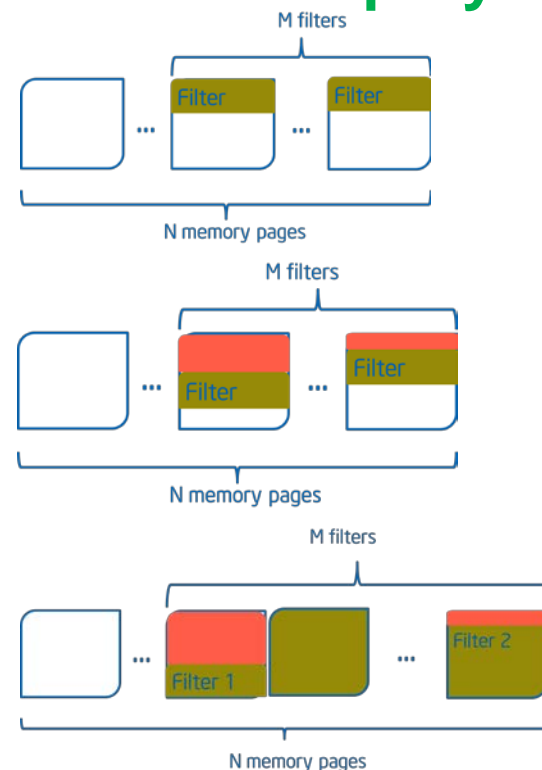 M filters
Filter
Filter
...
...
N memory pages
M filters
Filter
Filter
...
...
N memory pages
M filters
Filter 1
Filter 2
...
...
N memory pages